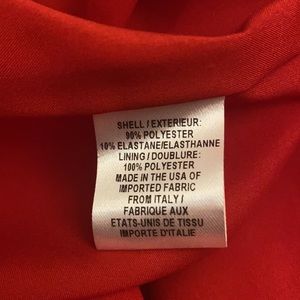 SHELL / EXTERIEUR:
90% POLYESTER
10% ELASTANE/ELASTHANNE
LINING / DOUBLURE:
100% POLYESTER
MADE IN THE USA OF
IMPORTED FABRIC
FROM ITALY /
FABRIQUE AUX
ETATS-UNIS DE TISSU
IMPORTE D'ITALIE